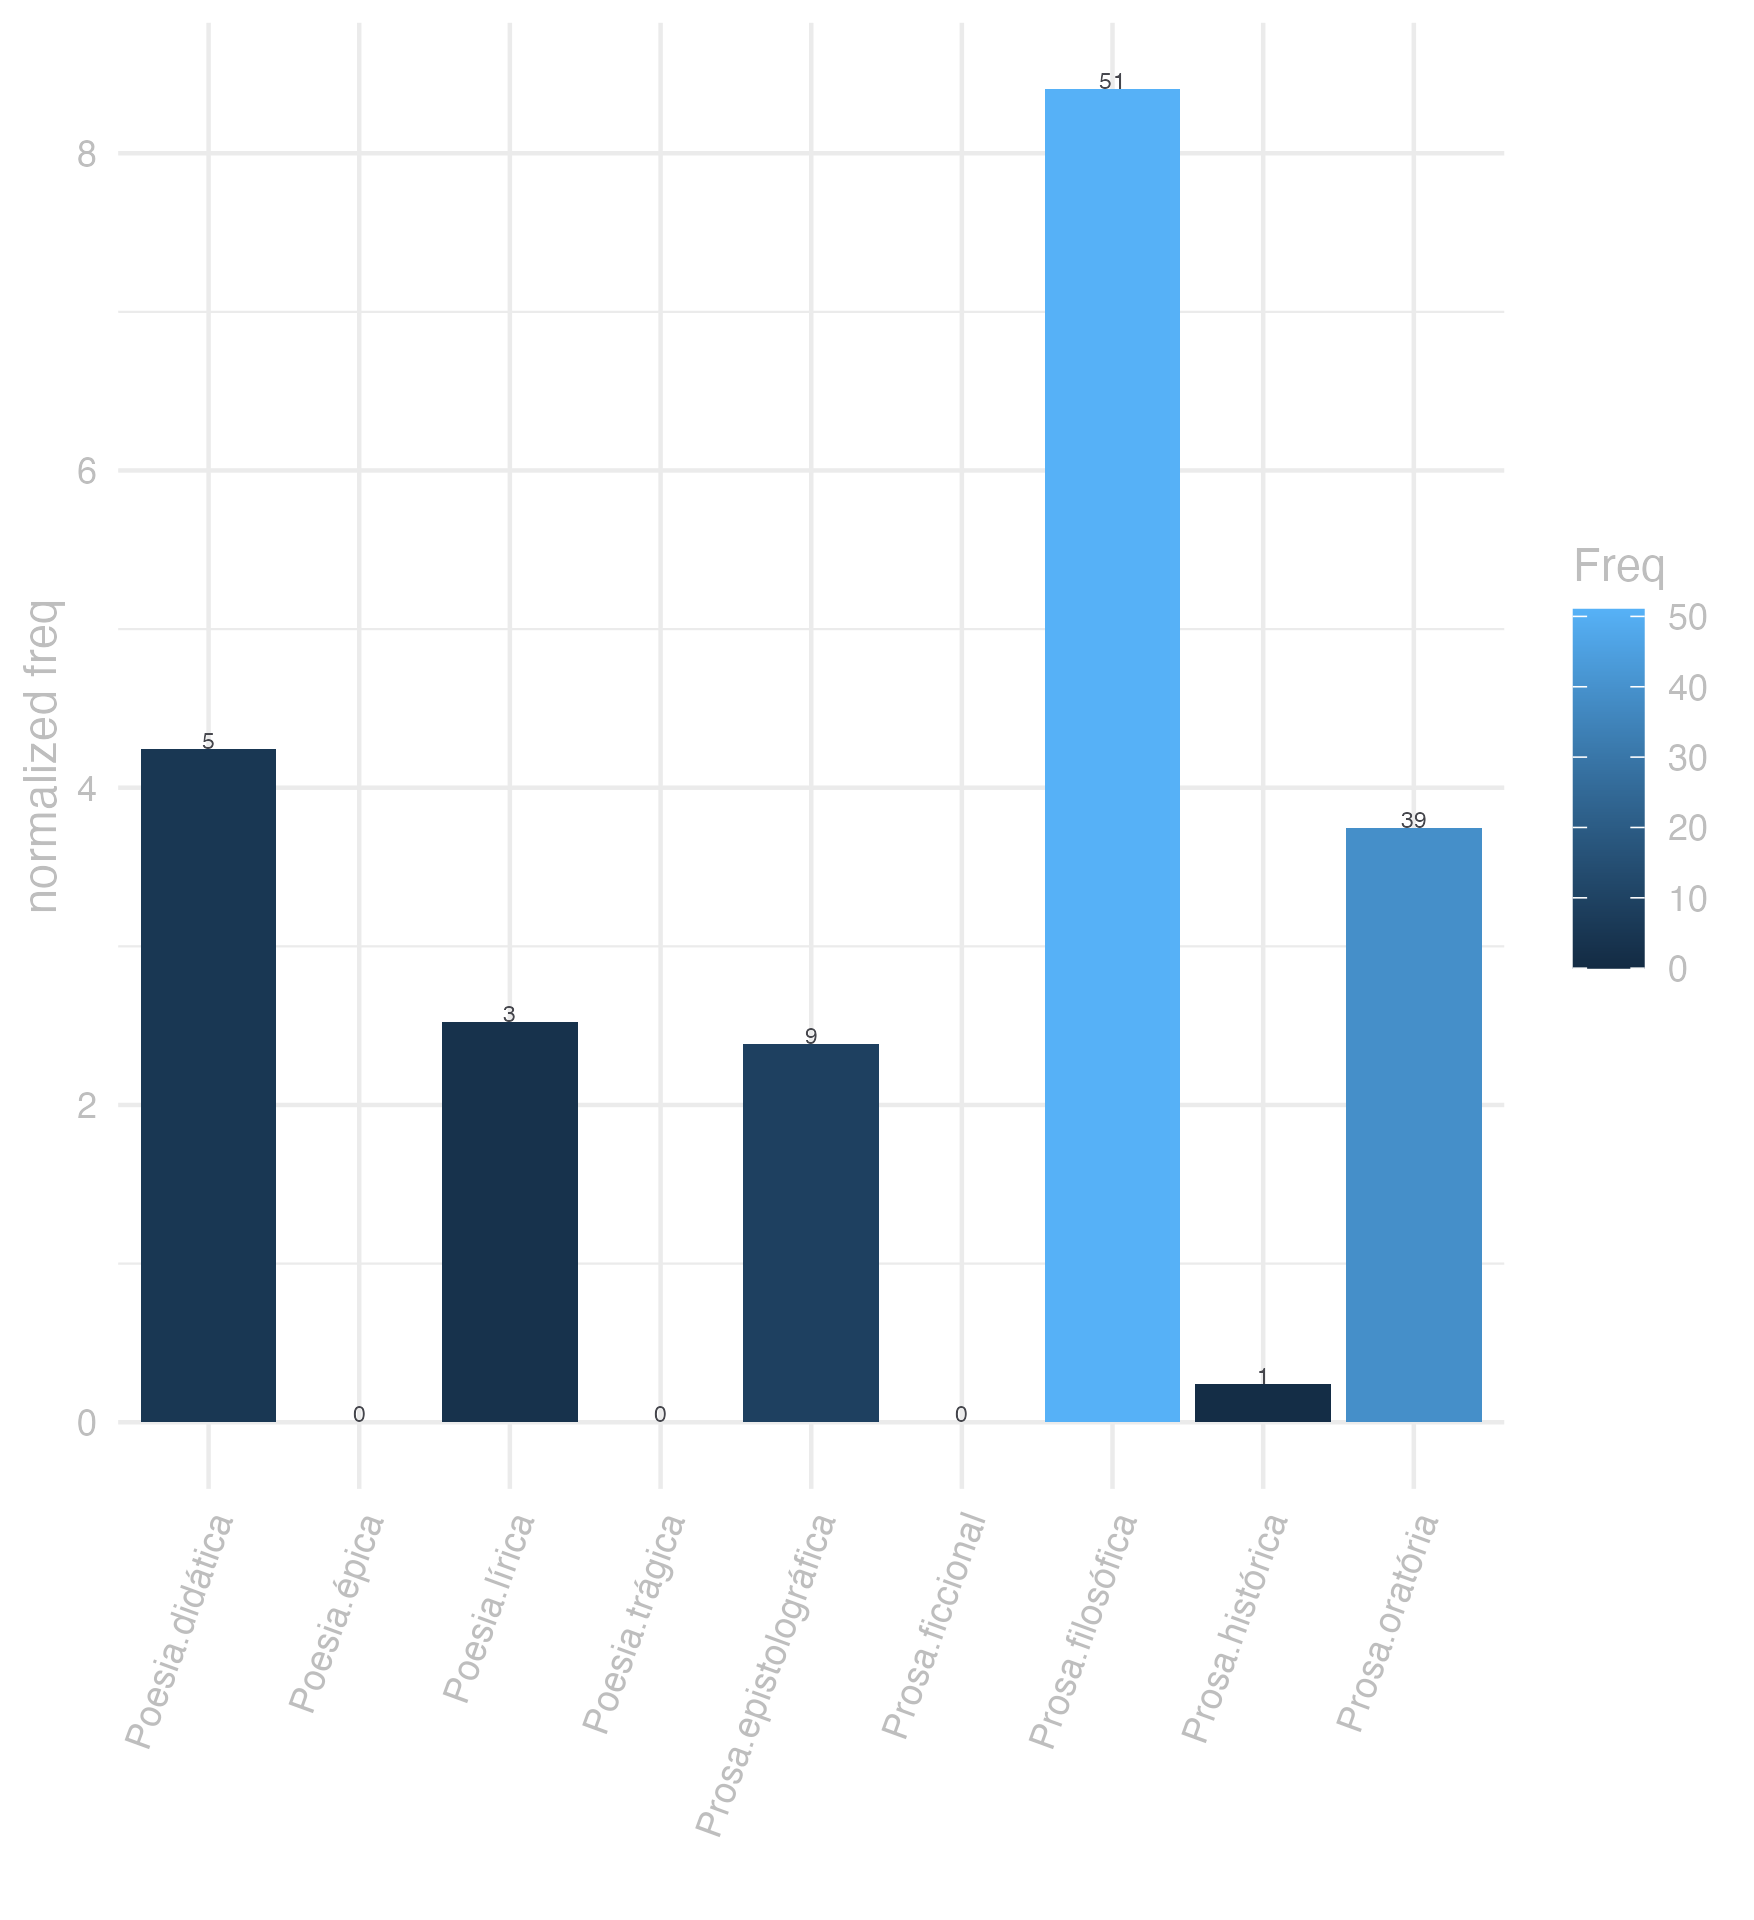 normalized freq
8
6
4
2
0
5
0
3
0
9
0
51
1
39
Poesia.didática
Poesia.épica
Poesia.lírica
Poesia.trágica
Prosa.epistolográfica
Prosa.ficcional
Prosa.filosófica
Prosa.histórica
Prosa.oratória
Freq
50
40
30
20
10
0